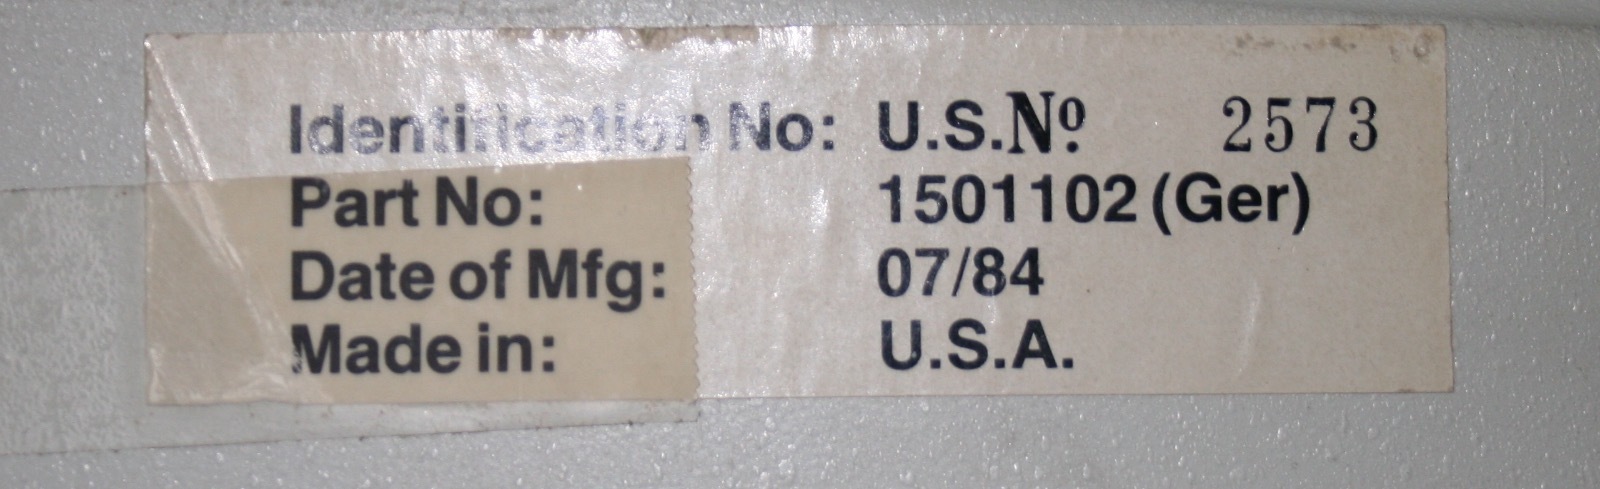 Identification No: U.S.Nº 2573
Part No: 1501102 (Ger)
Date of Mfg: 07/84
Made in: U.S.A.